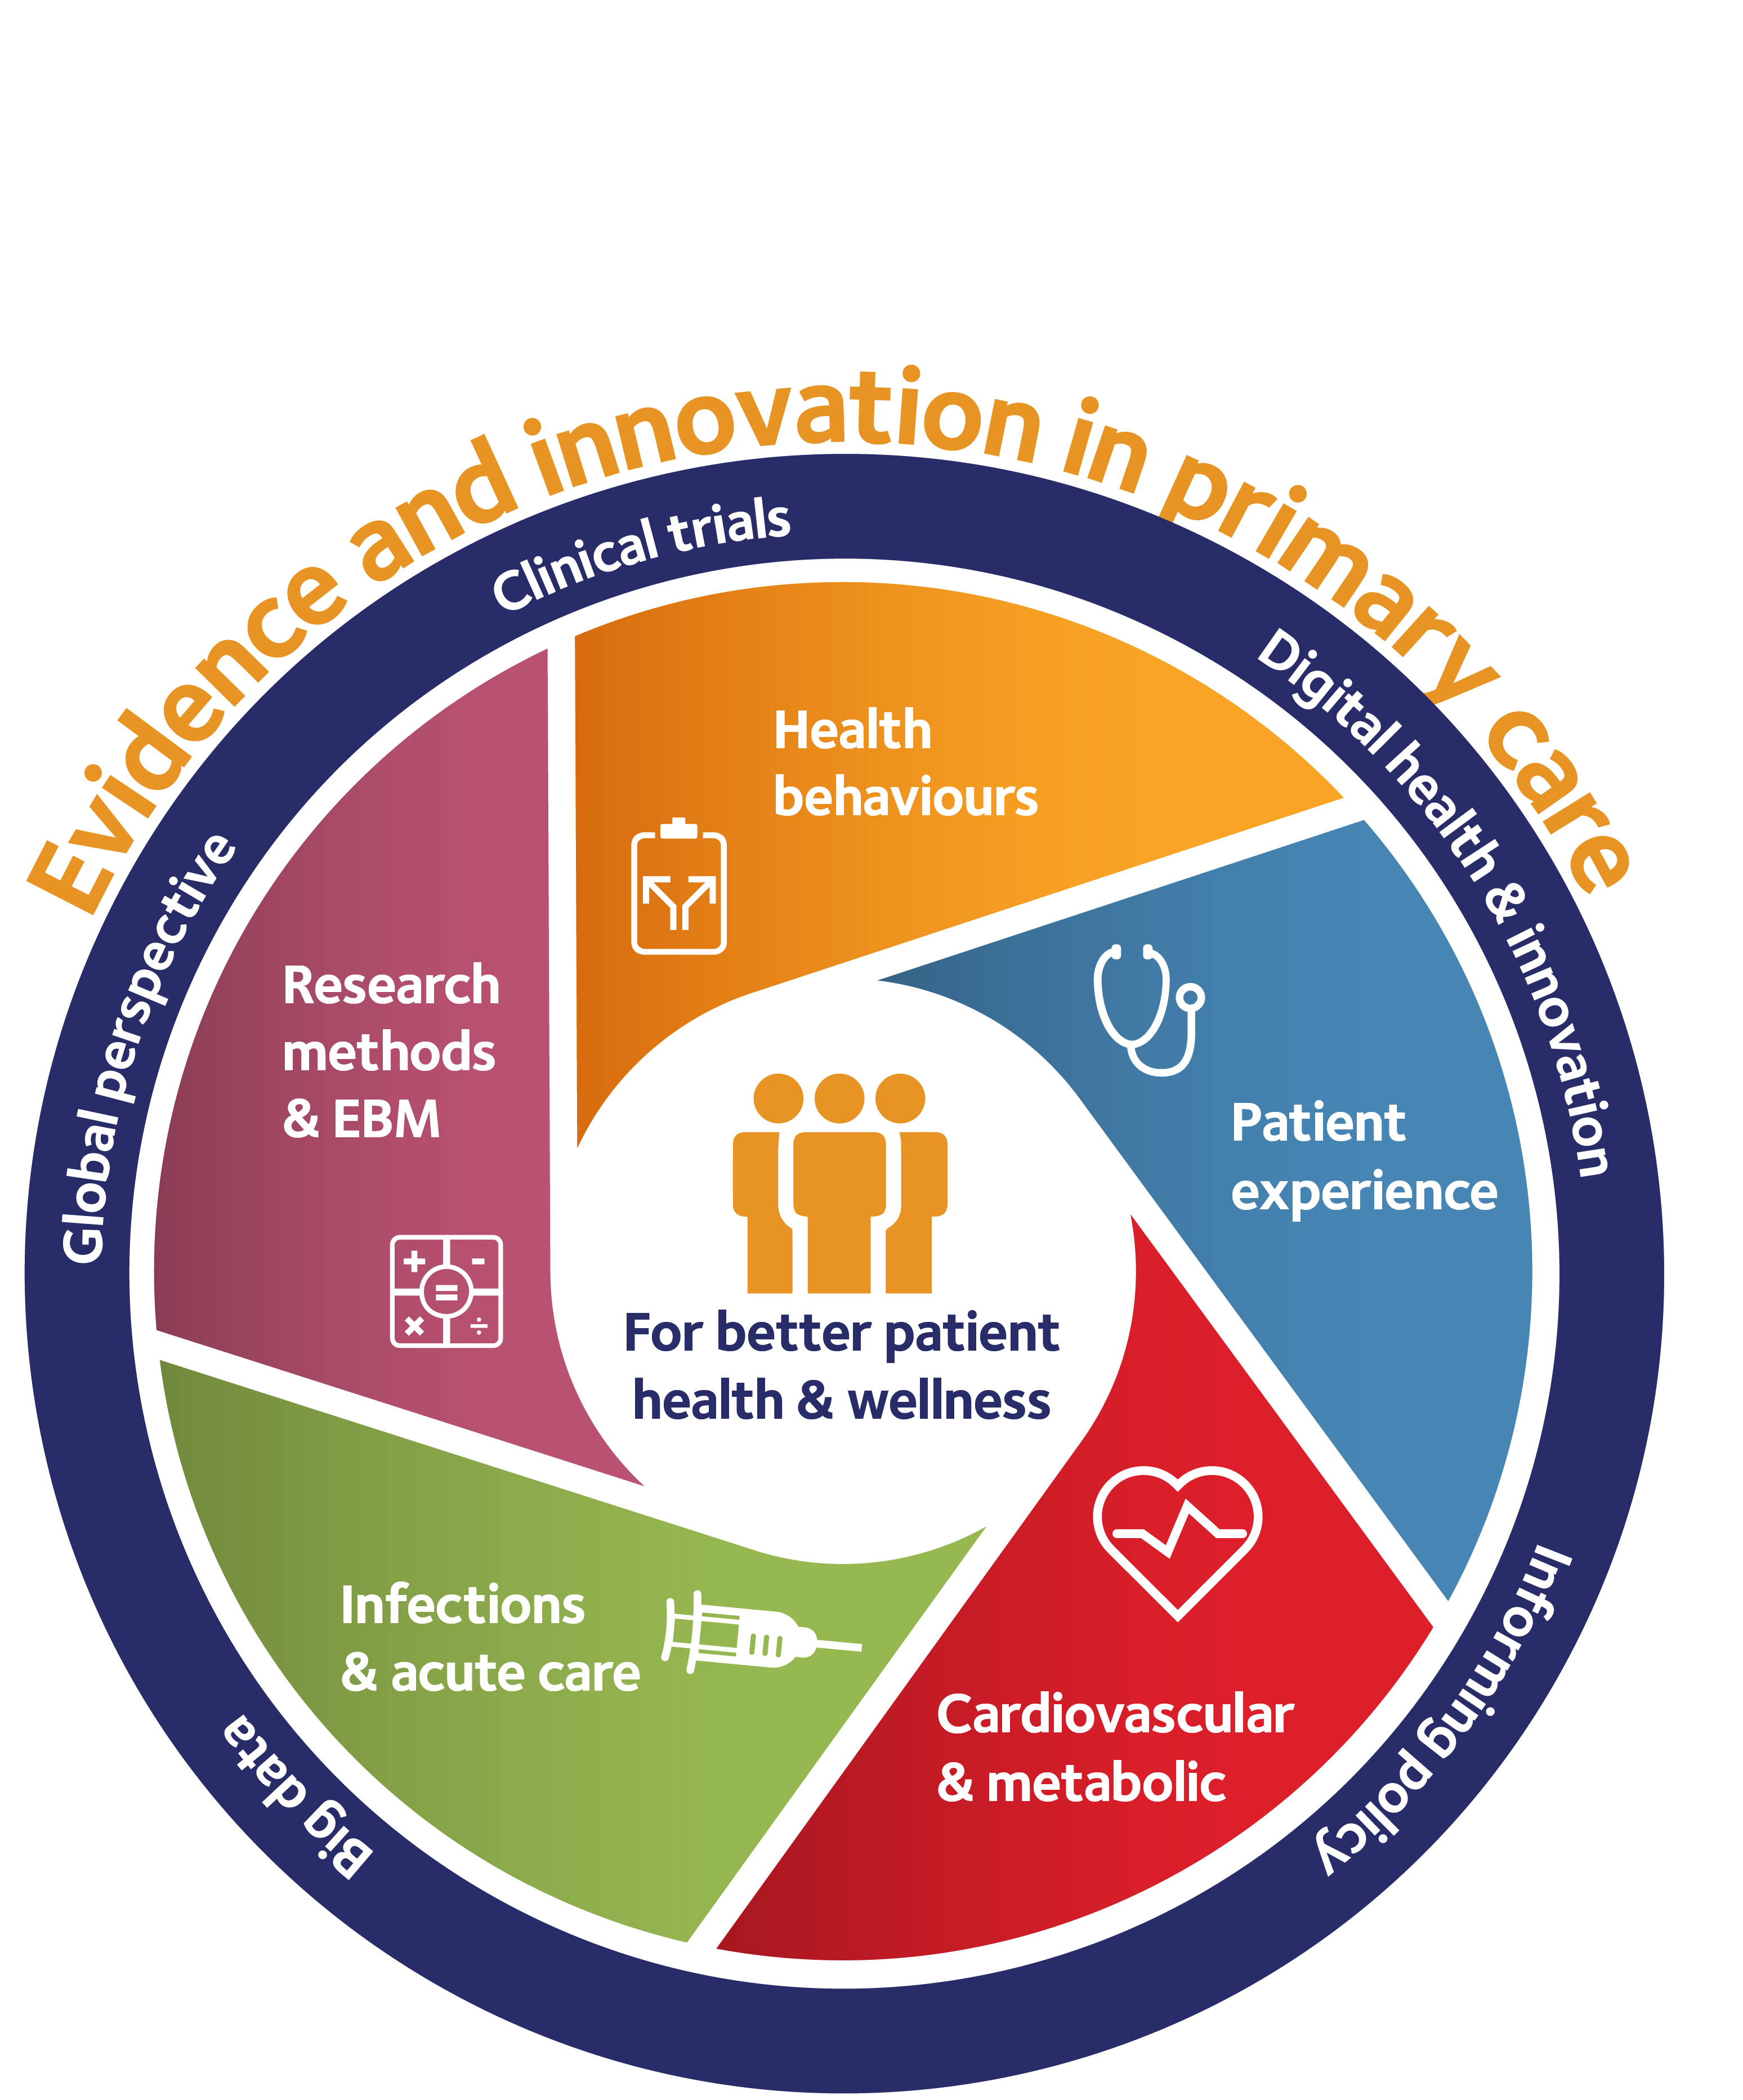 Evidence and innovation in primary care
Clinical trials
Digital health & innovation
Informing policy
Big data
Global perspective
Health
behaviours
Patient
experience
Cardiovascular
& metabolic
Infections
& acute care
Research
methods
& EBM
For better patient
health & wellness